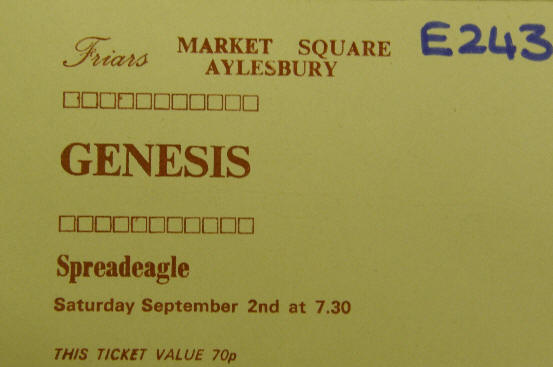 Friars MARKET SQUARE E243
AYLESBURY
GENESIS
Spreadeagle
Saturday September 2nd at 7.30
THIS TICKET VALUE 70p